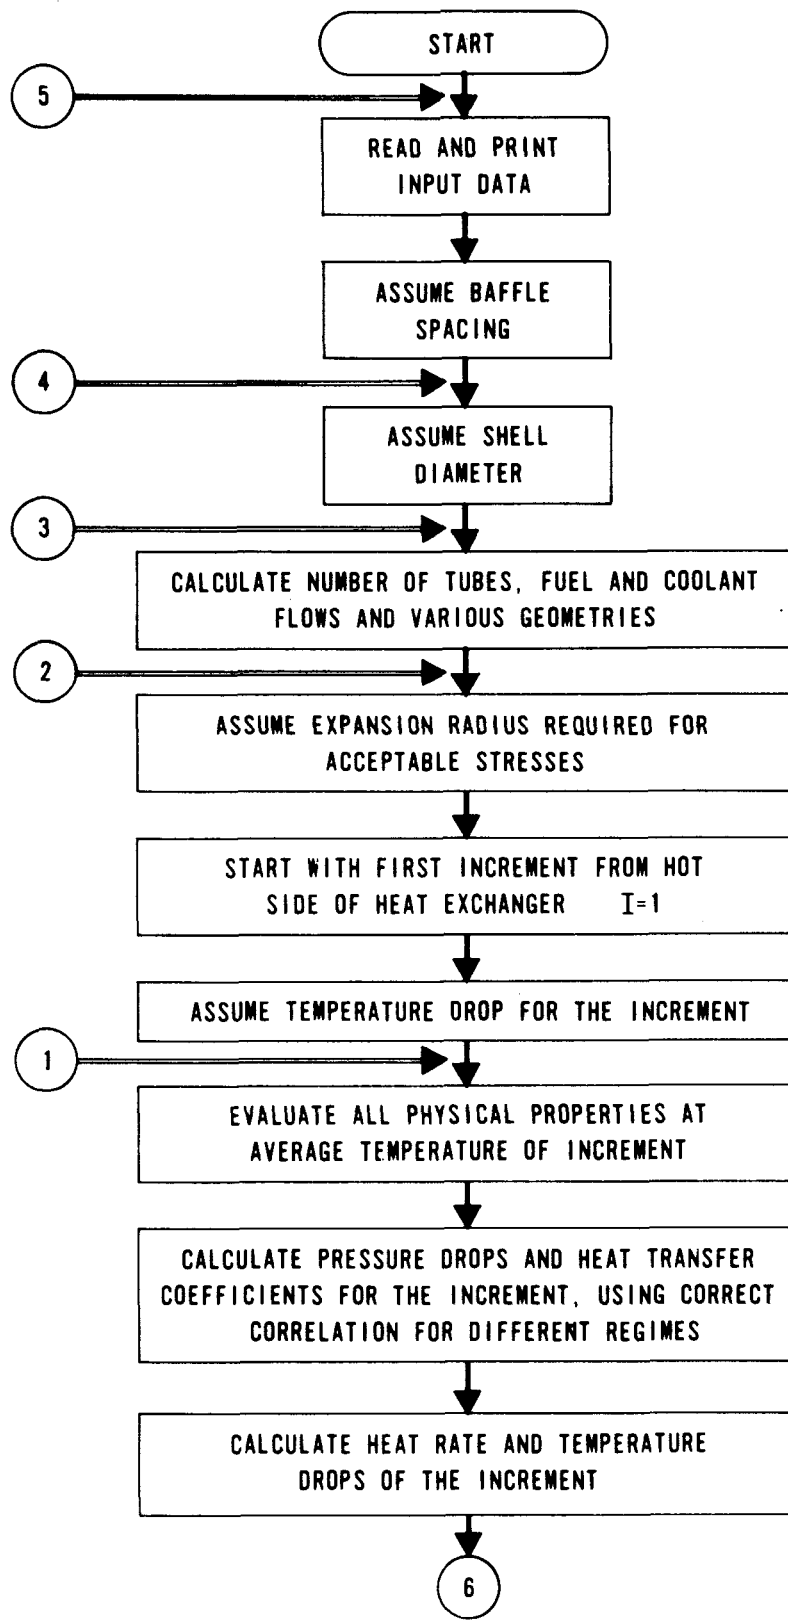 START
5
READ AND PRINT
INPUT DATA
ASSUME BAFFLE
SPACING
4
ASSUME SHELL
DIAMETER
3
CALCULATE NUMBER OF TUBES, FUEL AND COOLANT
FLOWS AND VARIOUS GEOMETRIES
2
ASSUME EXPANSION RADIUS REQUIRED FOR
ACCEPTABLE STRESSES
START WITH FIRST INCREMENT FROM HOT
SIDE OF HEAT EXCHANGER I=1
ASSUME TEMPERATURE DROP FOR THE INCREMENT
1
EVALUATE ALL PHYSICAL PROPERTIES AT
AVERAGE TEMPERATURE OF INCREMENT
CALCULATE PRESSURE DROPS AND HEAT TRANSFER
COEFFICIENTS FOR THE INCREMENT, USING CORRECT
CORRELATION FOR DIFFERENT REGIMES
CALCULATE HEAT RATE AND TEMPERATURE
DROPS OF THE INCREMENT
6